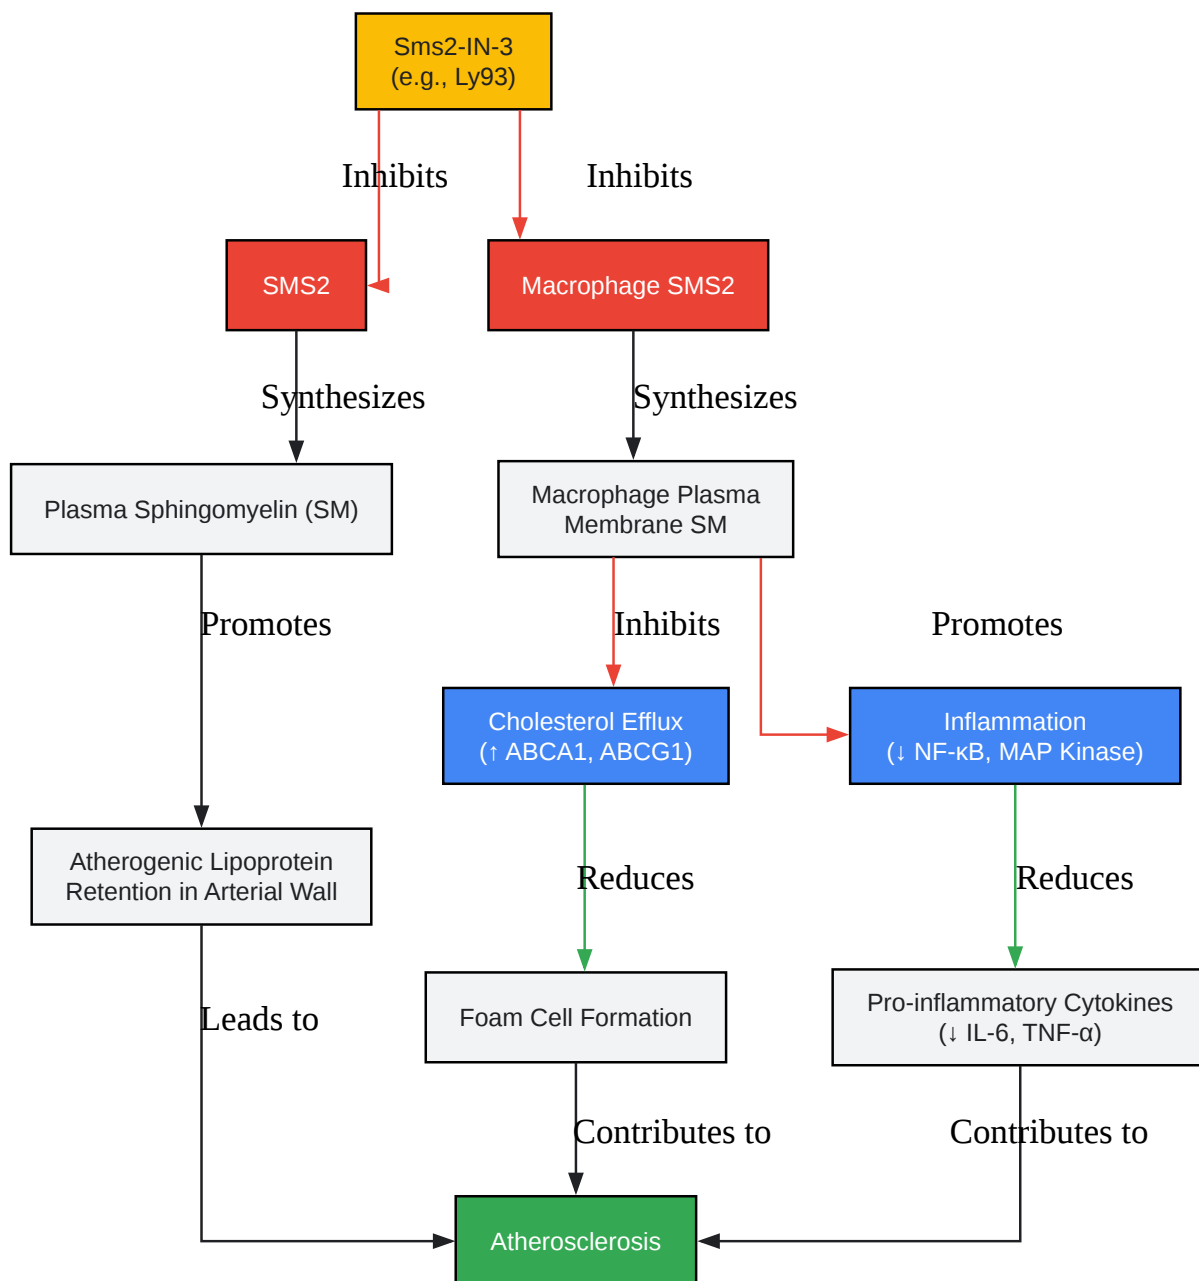 Sms2-IN-3
(e.g., Ly93)
Inhibits
Inhibits
SMS2
Macrophage SMS2
Synthesizes
Synthesizes
Plasma Sphingomyelin (SM)
Macrophage Plasma
Membrane SM
Promotes
Inhibits
Promotes
Cholesterol Efflux
(↑ ABCA1, ABCG1)
Inflammation
(↓ NF-κB, MAP Kinase)
Atherogenic Lipoprotein
Retention in Arterial Wall
Reduces
Reduces
Leads to
Foam Cell Formation
Pro-inflammatory Cytokines
(↓ IL-6, TNF-α)
Contributes to
Contributes to
Atherosclerosis